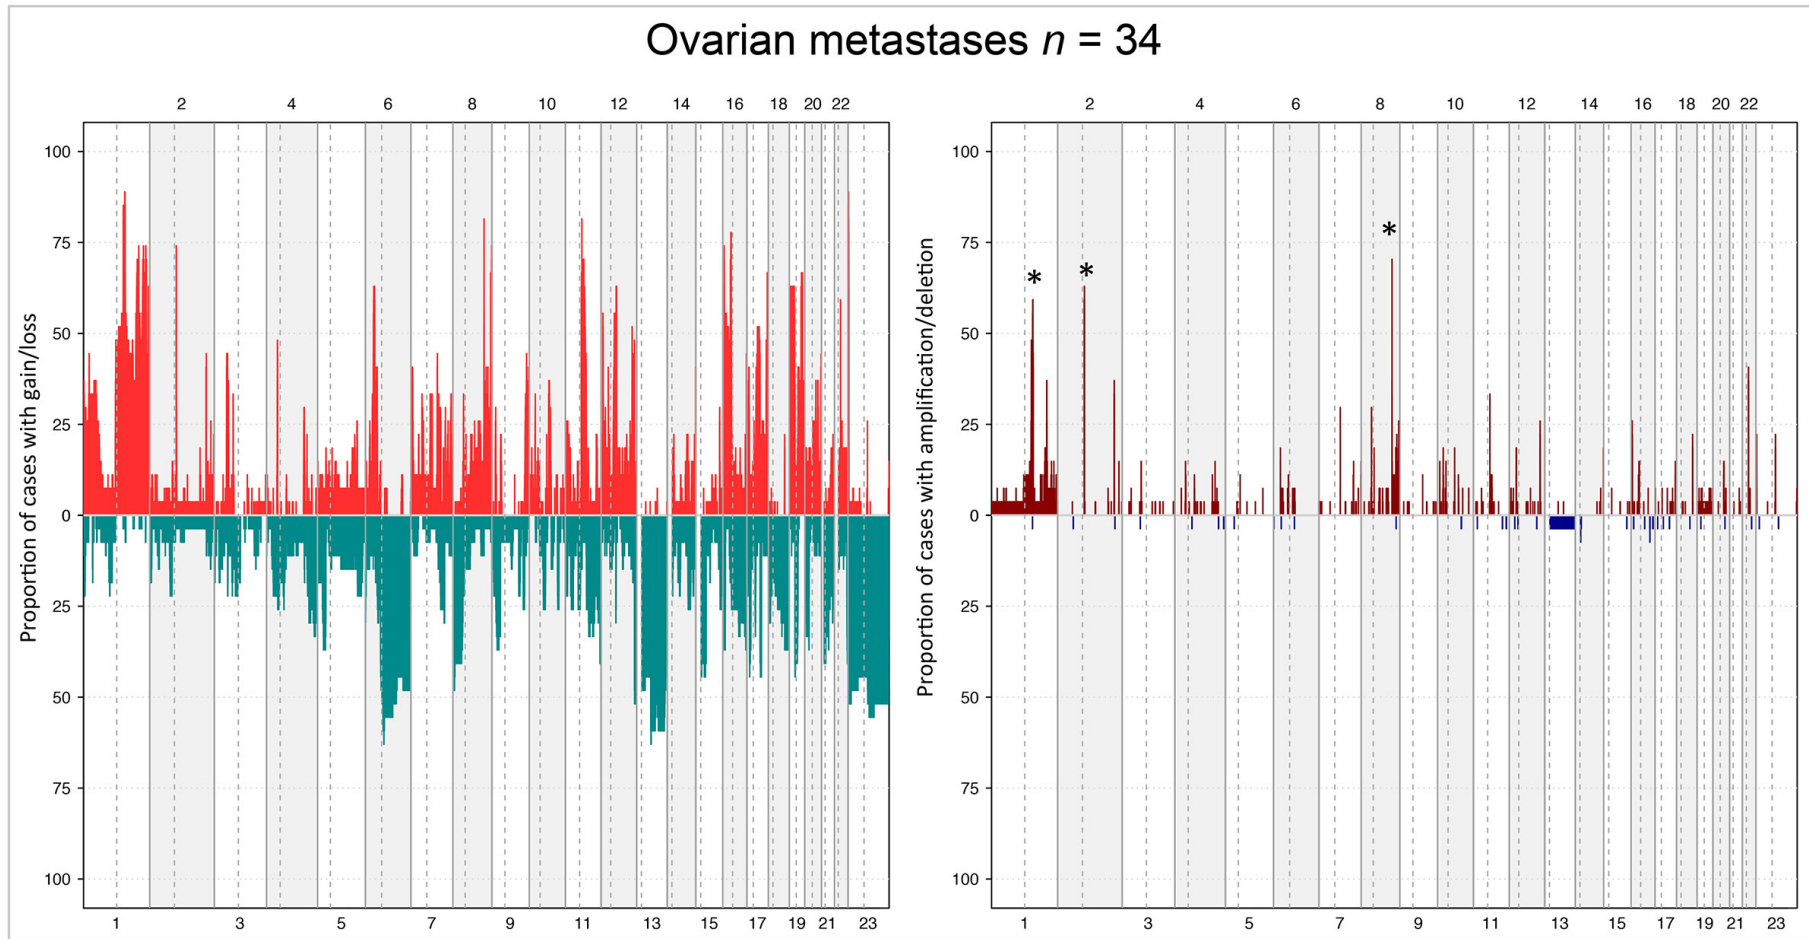 Ovarian metastases n = 34
2 4 6 8 10 12 14 16 18 20 22
2 4 6 8 10 12 14 16 18 20 22
Proportion of cases with gain/loss
100
75
50
25
0
25
50
75
100
1 3 5 7 9 11 13 15 17 19 21 23
Proportion of cases with amplification/deletion
100
75
50
25
0
25
50
75
100
* * *
1 3 5 7 9 11 13 15 17 19 21 23